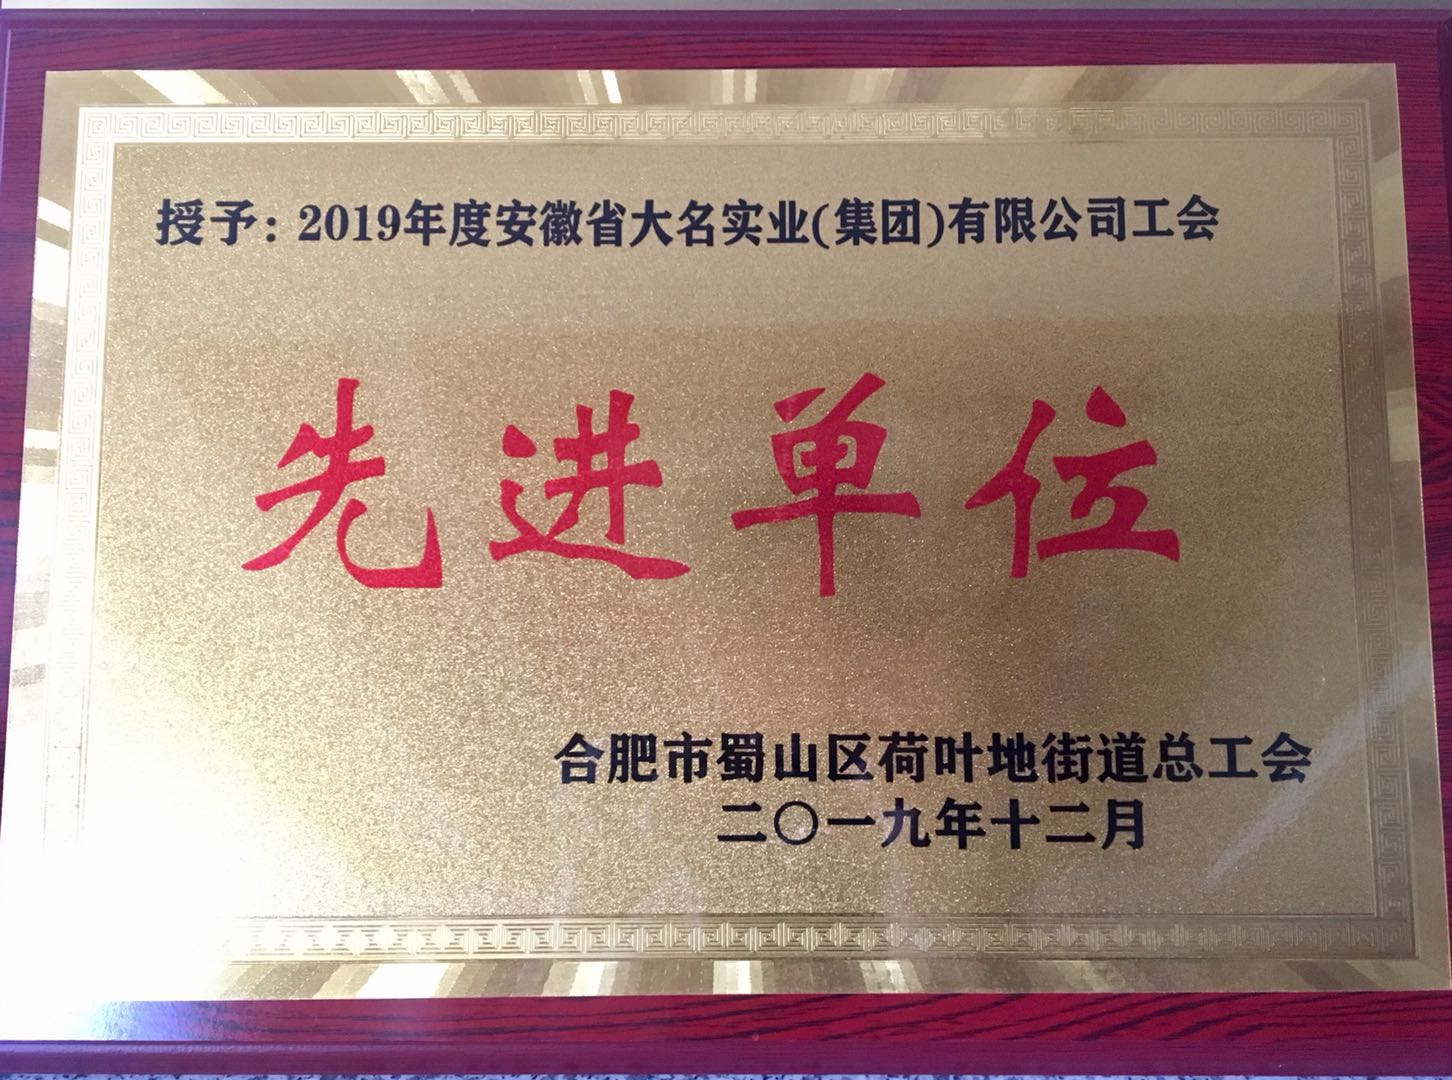 授予：2019年度安徽省大名实业(集团)有限公司工会
先进单位
合肥市蜀山区荷叶地街道总工会
二〇一九年十二月